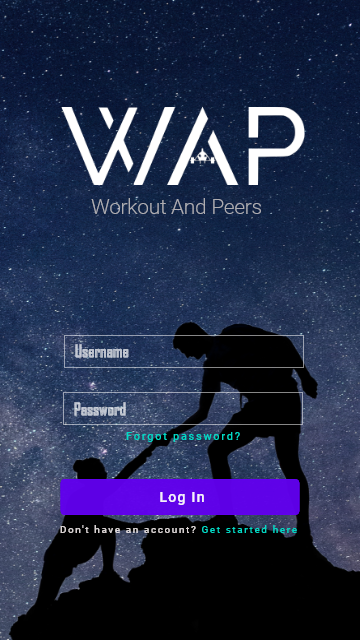 WAP
Workout And Peers
Username
Password
Forgot password?
Log In
Don't have an account? Get started here